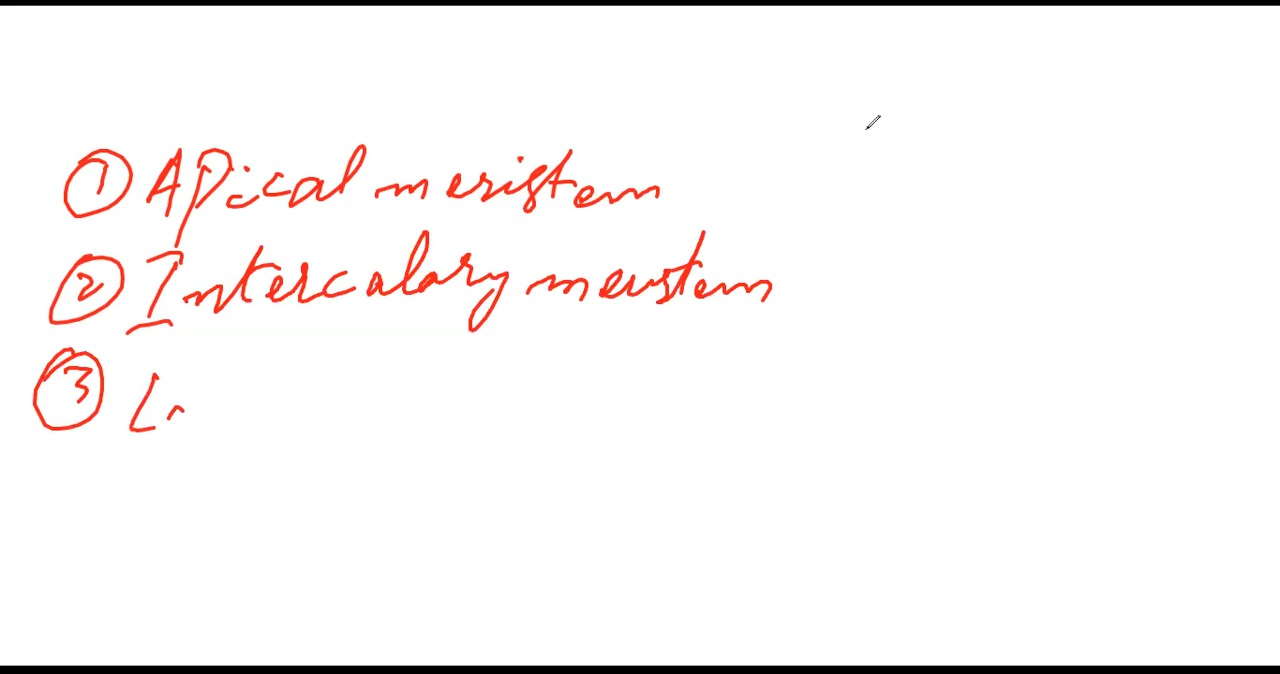 ① Apical meristem
② Intercalary meristem
③ L